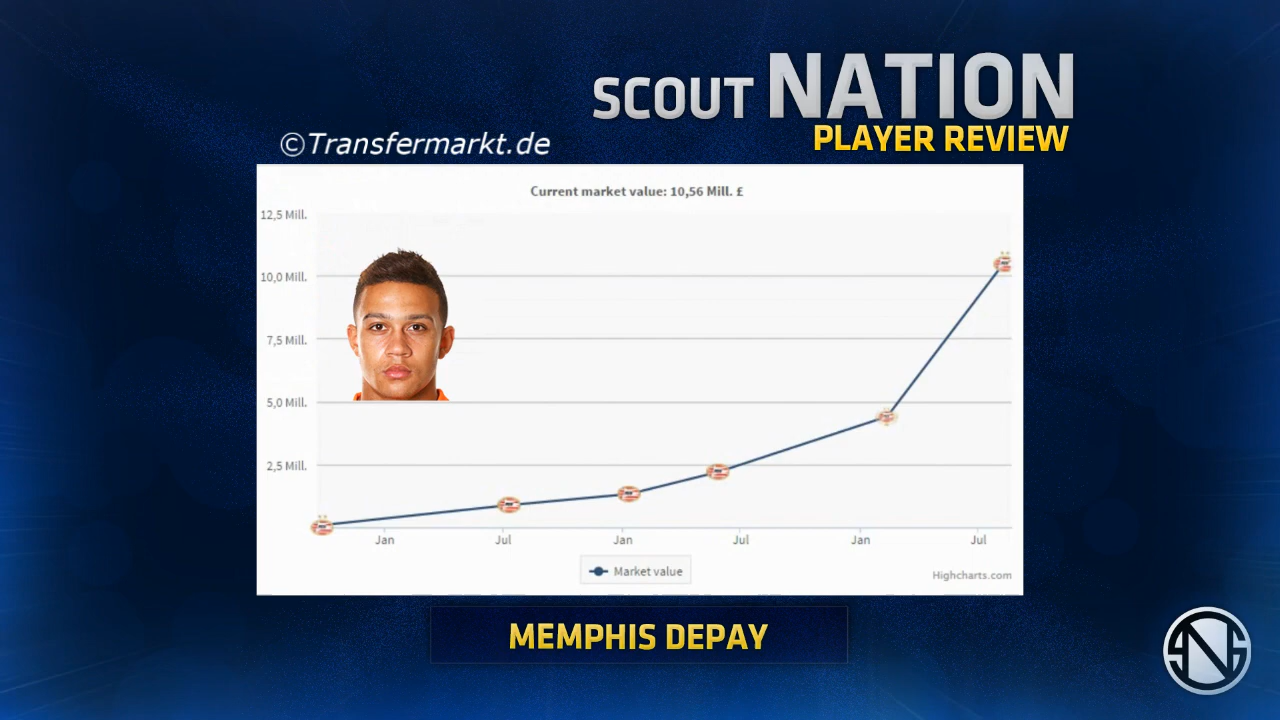 SCOUT NATION
PLAYER REVIEW
©Transfermarkt.de
Current market value: 10,56 Mill. £
12,5 Mill.
10,0 Mill.
7,5 Mill.
5,0 Mill.
2,5 Mill.
Jan Jul Jan Jul Jan Jul
Market value
Highcharts.com
MEMPHIS DEPAY
SNG